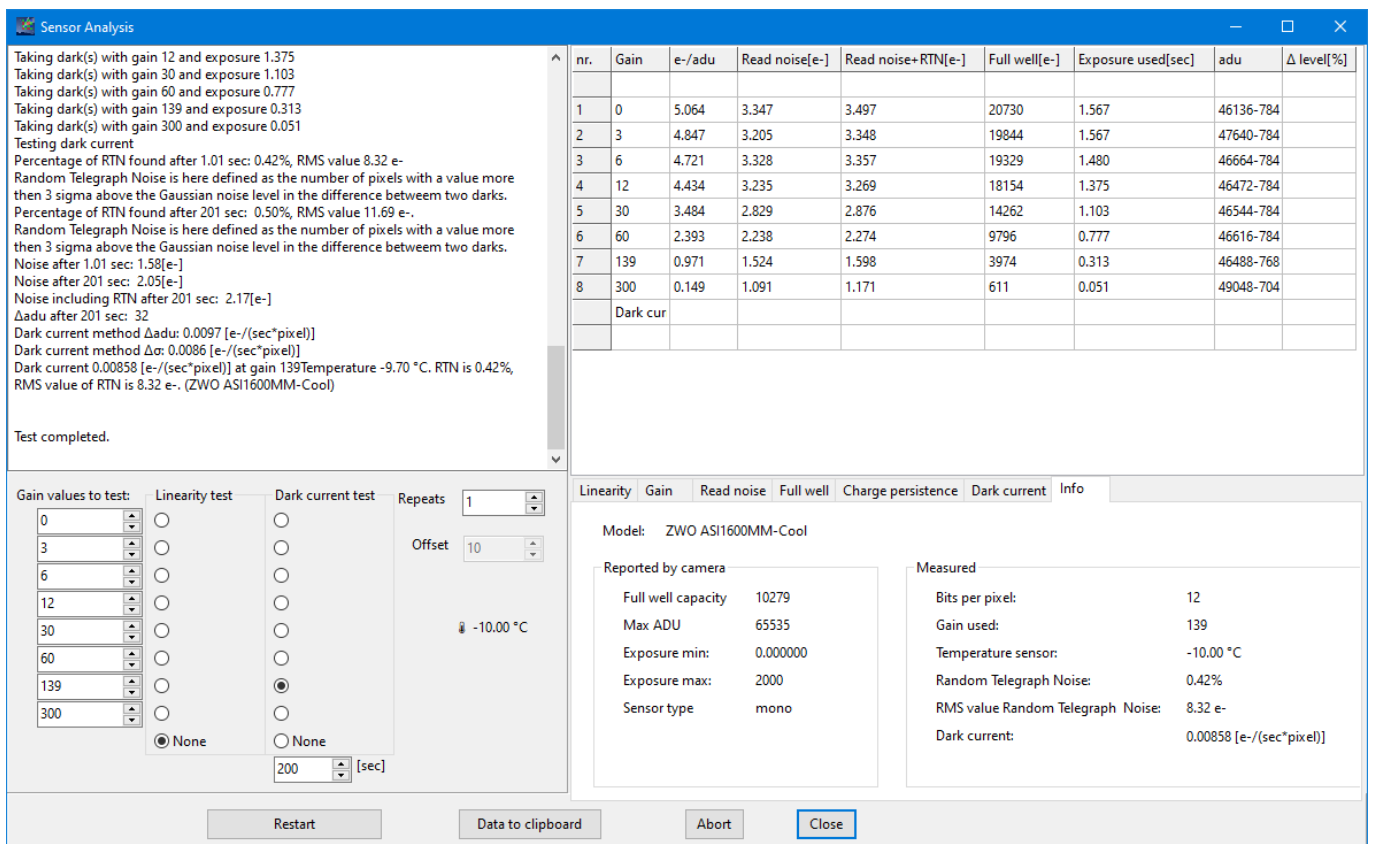 Sensor Analysis
Taking dark(s) with gain 12 and exposure 1.375
Taking dark(s) with gain 30 and exposure 1.103
Taking dark(s) with gain 60 and exposure 0.777
Taking dark(s) with gain 139 and exposure 0.313
Taking dark(s) with gain 300 and exposure 0.051
Testing dark current
Percentage of RTN found after 1.01 sec: 0.42%, RMS value 8.32 e-
Random Telegraph Noise is here defined as the number of pixels with a value more
then 3 sigma above the Gaussian noise level in the difference betweem two darks.
Percentage of RTN found after 201 sec:  0.50%, RMS value 11.69 e-.
Random Telegraph Noise is here defined as the number of pixels with a value more
then 3 sigma above the Gaussian noise level in the difference betweem two darks.
Noise after 1.01 sec: 1.58[e-]
Noise after 201 sec:  2.05[e-]
Noise including RTN after 201 sec:  2.17[e-]
Δadu after 201 sec:  32
Dark current method Δadu: 0.0097 [e-/(sec*pixel)]
Dark current method Δσ: 0.0086 [e-/(sec*pixel)]
Dark current 0.00858 [e-/(sec*pixel)] at gain 139Temperature -9.70 °C. RTN is 0.42%,
RMS value of RTN is 8.32 e-. (ZWO ASI1600MM-Cool)
Test completed.
nr. Gain e-/adu Read noise[e-] Read noise+RTN[e-] Full well[e-] Exposure used[sec] adu Δ level[%]
1 0 5.064 3.347 3.497 20730 1.567 46136-784
2 3 4.847 3.205 3.348 19844 1.567 47640-784
3 6 4.721 3.328 3.357 19329 1.480 46664-784
4 12 4.434 3.235 3.269 18154 1.375 46472-784
5 30 3.484 2.829 2.876 14262 1.103 46544-784
6 60 2.393 2.238 2.274 9796 0.777 46616-784
7 139 0.971 1.524 1.598 3974 0.313 46488-768
8 300 0.149 1.091 1.171 611 0.051 49048-704
Dark cur
Gain values to test: Linearity test Dark current test Repeats 1
0
Offset 10
3
6
12
30
-10.00 °C
60
139
300
None None
200 [sec]
Linearity Gain Read noise Full well Charge persistence Dark current Info
Model: ZWO ASI1600MM-Cool
Reported by camera
Full well capacity 10279
Max ADU 65535
Exposure min: 0.000000
Exposure max: 2000
Sensor type mono
Measured
Bits per pixel: 12
Gain used: 139
Temperature sensor: -10.00 °C
Random Telegraph Noise: 0.42%
RMS value Random Telegraph  Noise: 8.32 e-
Dark current: 0.00858 [e-/(sec*pixel)]
Restart Data to clipboard Abort Close